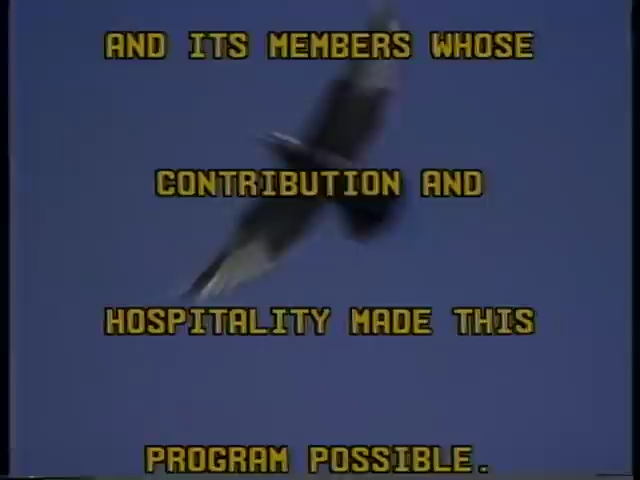 AND ITS MEMBERS WHOSE
CONTRIBUTION AND
HOSPITALITY MADE THIS
PROGRAM POSSIBLE.